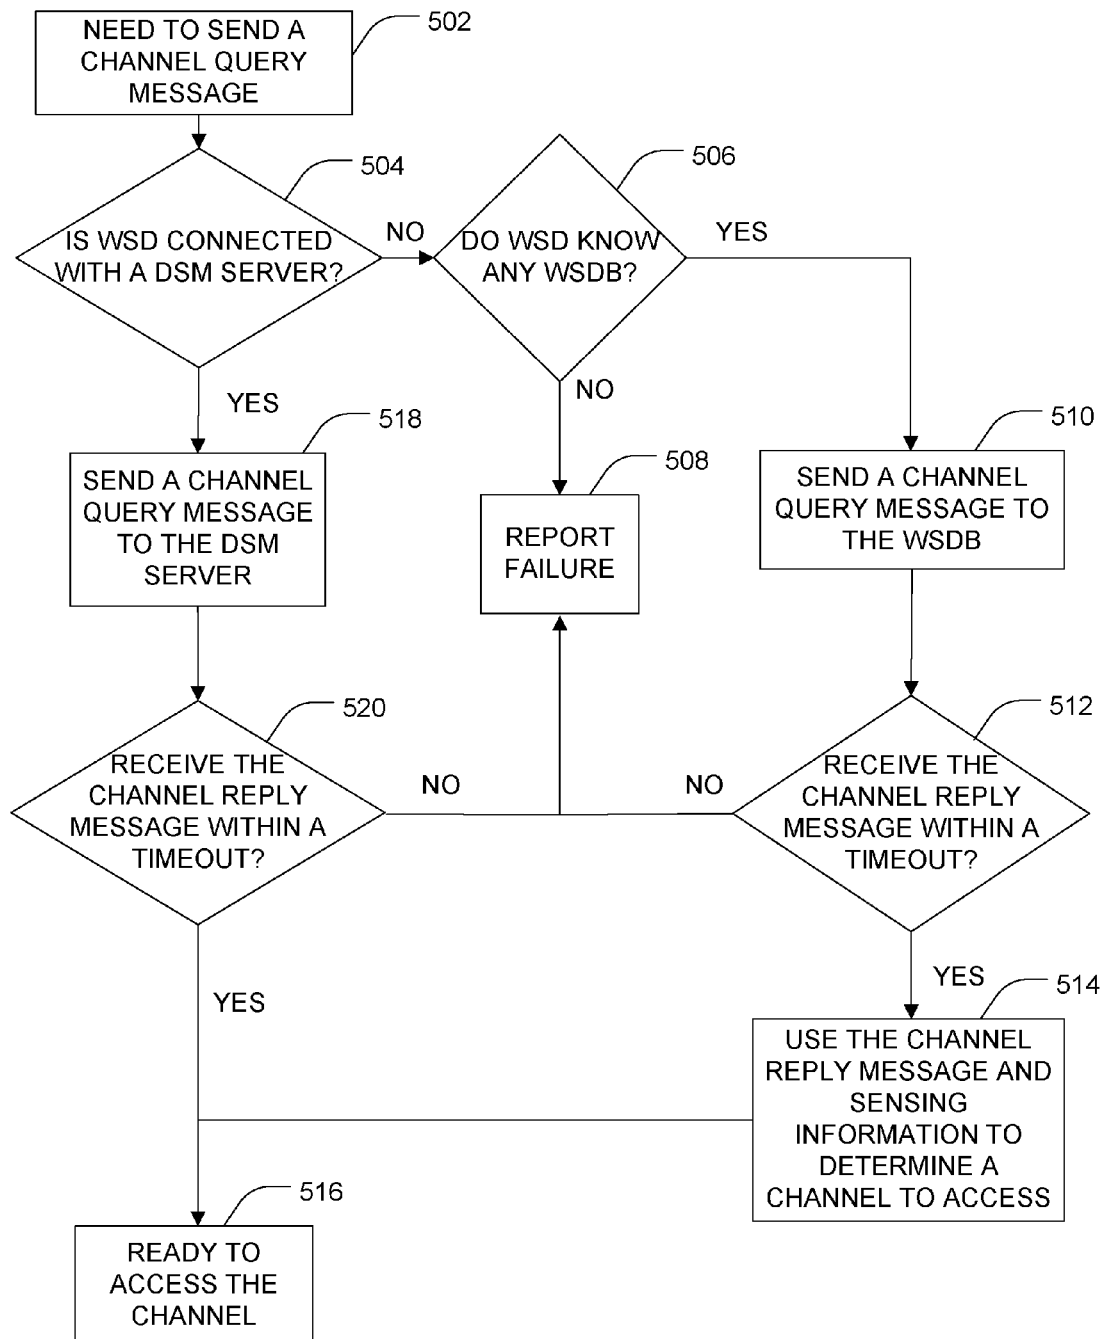 NEED TO SEND A
CHANNEL QUERY
MESSAGE
502
504
IS WSD CONNECTED
WITH A DSM SERVER?
NO
506
DO WSD KNOW
ANY WSDB?
YES
YES
NO
518
SEND A CHANNEL
QUERY MESSAGE
TO THE DSM
SERVER
508
REPORT
FAILURE
510
SEND A CHANNEL
QUERY MESSAGE TO
THE WSDB
520
RECEIVE THE
CHANNEL REPLY
MESSAGE WITHIN A
TIMEOUT?
NO
NO
512
RECEIVE THE
CHANNEL REPLY
MESSAGE WITHIN A
TIMEOUT?
YES
YES
514
USE THE CHANNEL
REPLY MESSAGE AND
SENSING
INFORMATION TO
DETERMINE A
CHANNEL TO ACCESS
516
READY TO
ACCESS THE
CHANNEL